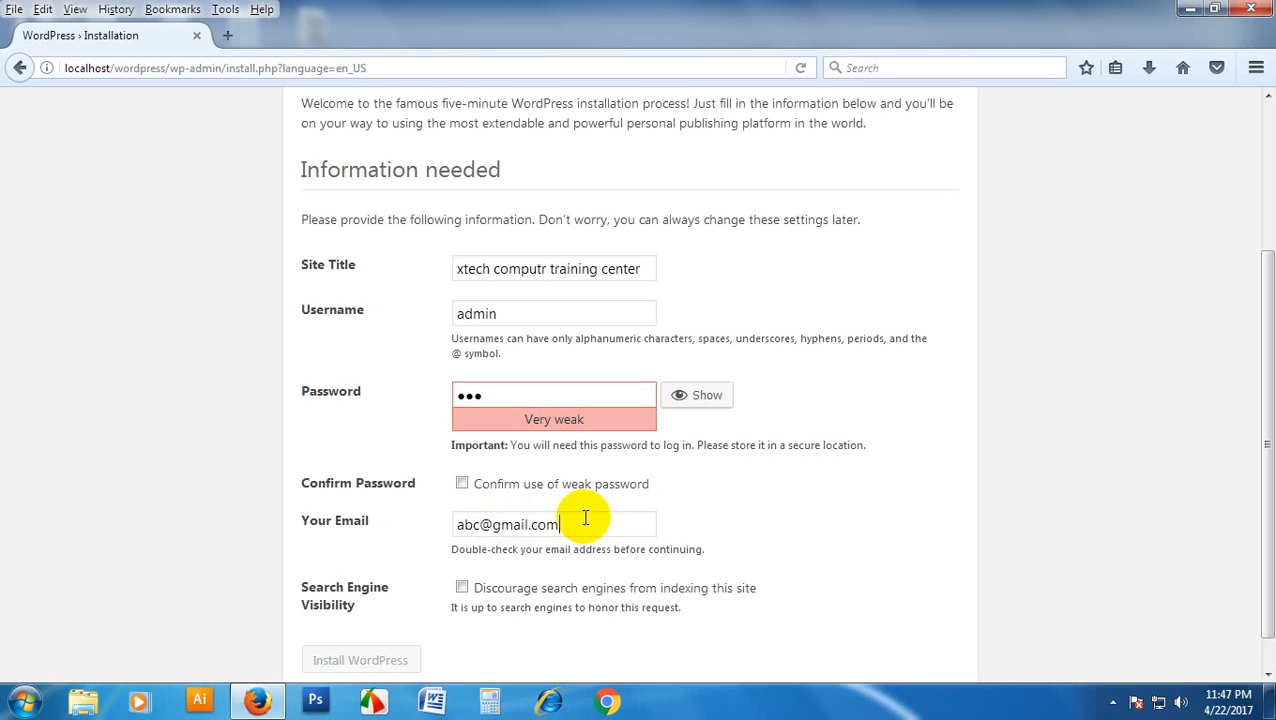 File Edit View History Bookmarks Tools Help
WordPress › Installation
localhost/wordpress/wp-admin/install.php?language=en_US
Search
Welcome to the famous five-minute WordPress installation process! Just fill in the information below and you'll be
on your way to using the most extendable and powerful personal publishing platform in the world.
Information needed
Please provide the following information. Don't worry, you can always change these settings later.
Site Title
xtech computr training center
Username
admin
Usernames can have only alphanumeric characters, spaces, underscores, hyphens, periods, and the
@ symbol.
Password
●●●
Show
Very weak
Important: You will need this password to log in. Please store it in a secure location.
Confirm Password
Confirm use of weak password
Your Email
abc@gmail.com
Double-check your email address before continuing.
Search Engine
Visibility
Discourage search engines from indexing this site
It is up to search engines to honor this request.
Install WordPress
Ai
Ps
11:47 PM
4/22/2017